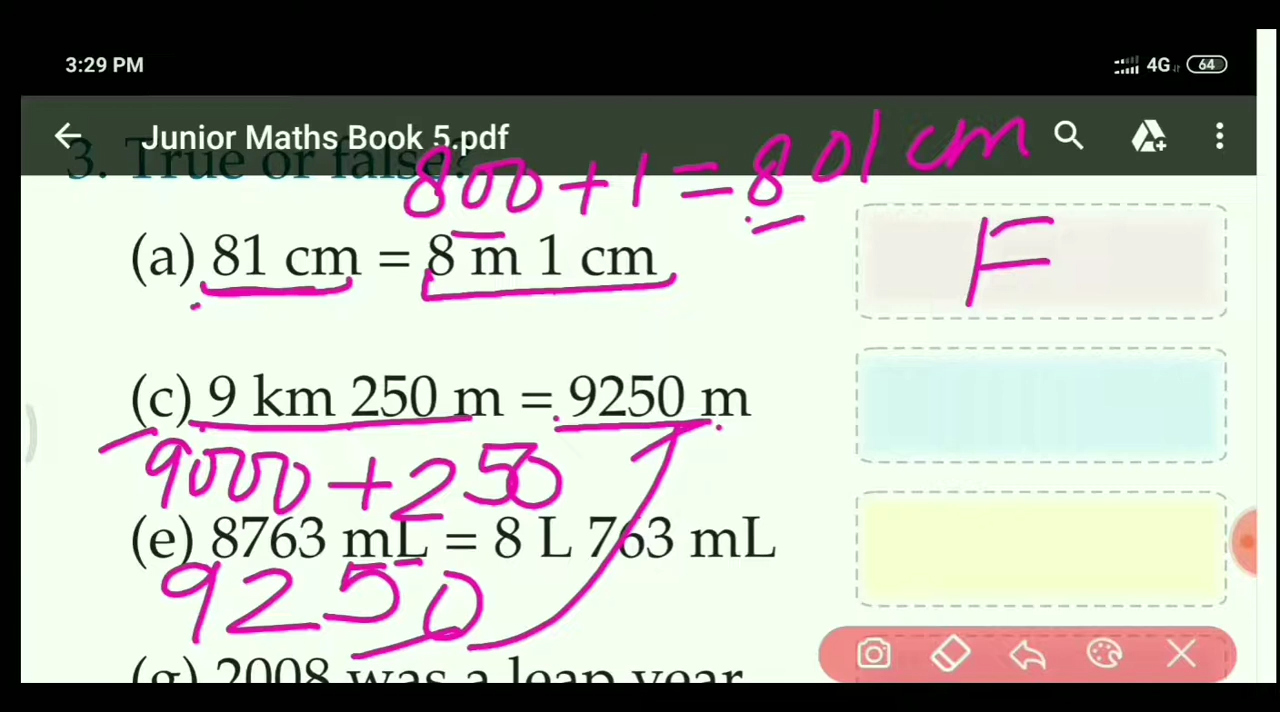 3:29 PM 4G 64
Junior Maths Book 5.pdf
3. True or false?
800 + 1 = 801 cm
(a) 81 cm = 8 m 1 cm F
(c) 9 km 250 m = 9250 m
9000 + 250
(e) 8763 mL = 8 L 763 mL
9250
(g) 2008 was a leap year